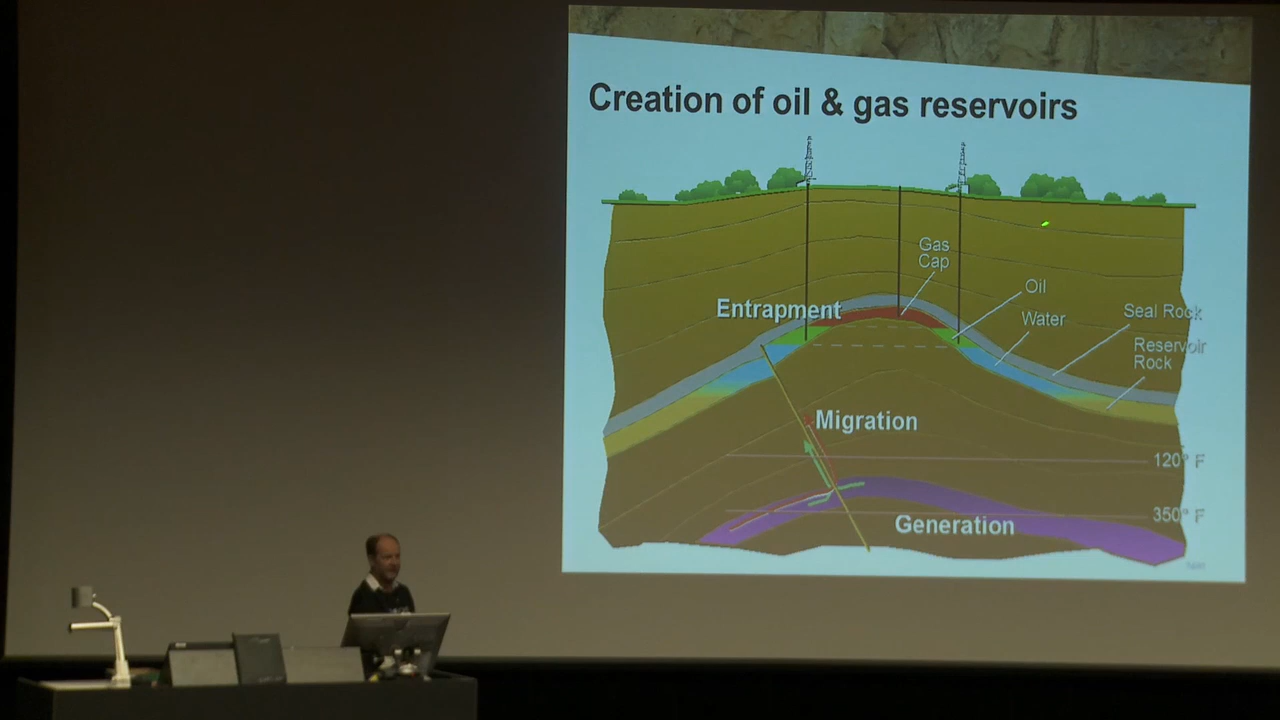 Creation of oil & gas reservoirs
Gas
Cap
Oil
Entrapment
Water
Seal Rock
Reservoir
Rock
Migration
120° F
350° F
Generation